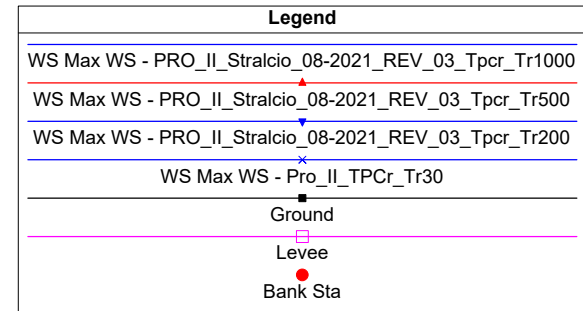 Legend
WS Max WS - PRO_II_Stralcio_08-2021_REV_03_Tpcr_Tr1000
WS Max WS - PRO_II_Stralcio_08-2021_REV_03_Tpcr_Tr500
WS Max WS - PRO_II_Stralcio_08-2021_REV_03_Tpcr_Tr200
WS Max WS - Pro_II_TPCr_Tr30
Ground
Levee
Bank Sta